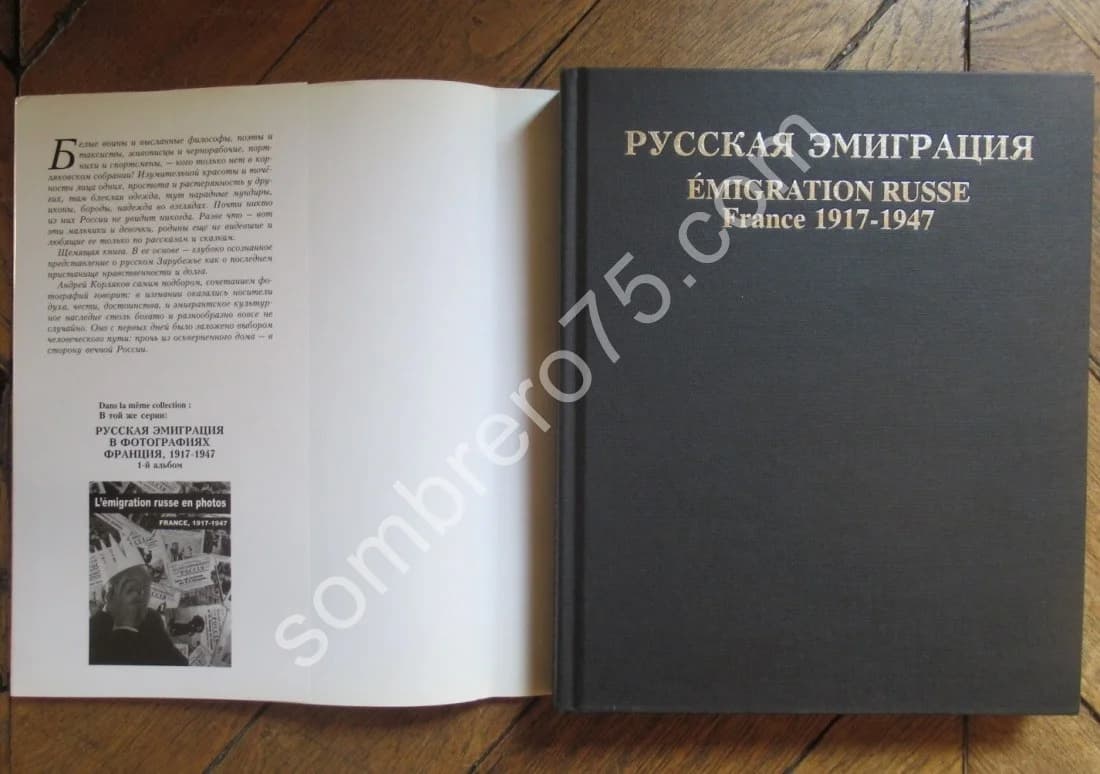 Белые воины и высланные философы, поэты и
таксисты, живописцы и чернорабочие, порт-
нихи и спортсмены, – кого только нет в кор-
ляковском собрании! Изумительной красоты и точё-
ности лица одних, простота и растерянность у дру-
гих, там блеклая одежда, тут нарядные мундиры,
иконы, бороды, надежда во взглядах. Почти никто
из них России не увидит никогда. Разве что – вот
эти мальчики и девочки, родины еще не видевшие и
любящие ее только по рассказам и сказкам.
Щемящая книга. В ее основе – глубоко осознанное
представление о русском Зарубежье как о последнем
пристанище нравственности и долга.
Андрей Корляков самим подбором, сочетанием фо-
тографий говорит: в изгнании оказались носители
духа, чести, достоинства, и эмигрантское культур-
ное наследие столь богато и разнообразно вовсе не
случайно. Оно с первых дней было заложено выбором
человеческого пути: прочь из оскверненного дома – в
сторону вечной России.
Dans la même collection :
В той же серии:
РУССКАЯ ЭМИГРАЦИЯ
В ФОТОГРАФИЯХ
ФРАНЦИЯ, 1917-1947
1-й альбом
L'émigration russe en photos
FRANCE, 1917-1947
РУССКАЯ ЭМИГРАЦИЯ
ÉMIGRATION RUSSE
France 1917-1947
sombrero75.com